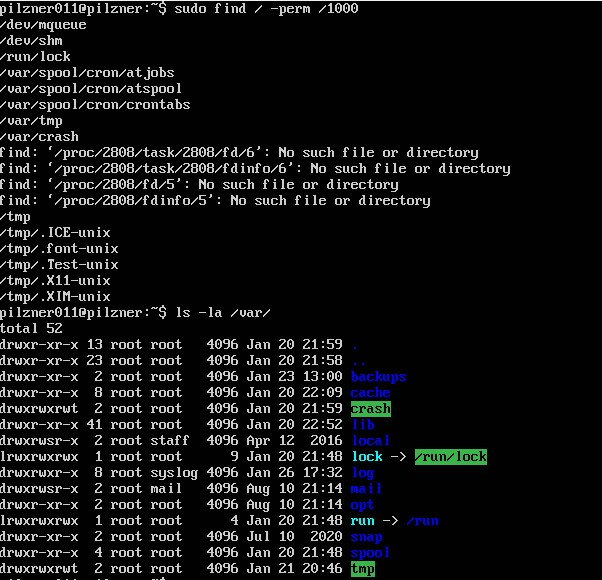 pilzner011@pilzner:~$ sudo find / -perm /1000
/dev/mqueue
/dev/shm
/run/lock
/var/spool/cron/atjobs
/var/spool/cron/atspool
/var/spool/cron/crontabs
/var/tmp
/var/crash
find: ‘/proc/2808/task/2808/fd/6’: No such file or directory
find: ‘/proc/2808/task/2808/fdinfo/6’: No such file or directory
find: ‘/proc/2808/fd/5’: No such file or directory
find: ‘/proc/2808/fdinfo/5’: No such file or directory
/tmp
/tmp/.ICE-unix
/tmp/.font-unix
/tmp/.Test-unix
/tmp/.X11-unix
/tmp/.XIM-unix
pilzner011@pilzner:~$ ls -la /var/
total 52
drwxr-xr-x 13 root root   4096 Jan 20 21:59 .
drwxr-xr-x 23 root root   4096 Jan 20 21:58 ..
drwxr-xr-x  2 root root   4096 Jan 23 13:00 backups
drwxr-xr-x  8 root root   4096 Jan 20 22:09 cache
drwxrwxrwt  2 root root   4096 Jan 20 21:59 crash
drwxr-xr-x 41 root root   4096 Jan 20 22:52 lib
drwxrwsr-x  2 root staff  4096 Apr 12  2016 local
lrwxrwxrwx  1 root root      9 Jan 20 21:48 lock -> /run/lock
drwxrwxr-x  8 root syslog 4096 Jan 26 17:32 log
drwxrwsr-x  2 root mail   4096 Aug 10 21:14 mail
drwxr-xr-x  2 root root   4096 Aug 10 21:14 opt
lrwxrwxrwx  1 root root      4 Jan 20 21:48 run -> /run
drwxr-xr-x  2 root root   4096 Jul 10  2020 snap
drwxr-xr-x  4 root root   4096 Jan 20 21:48 spool
drwxrwxrwt  2 root root   4096 Jan 21 20:46 tmp